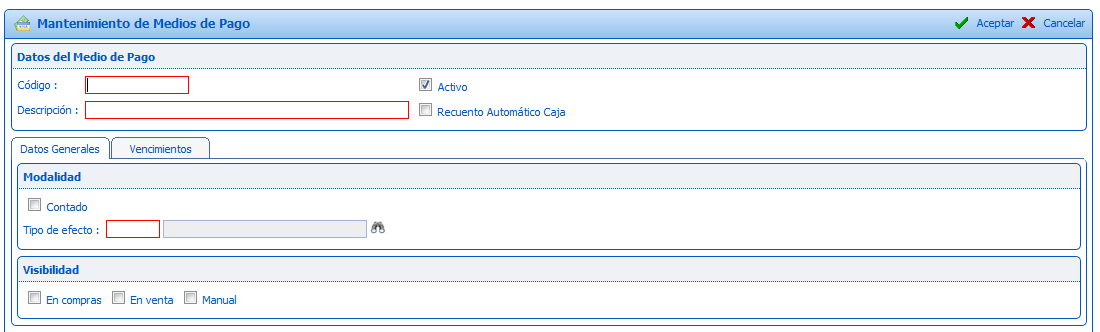 Mantenimiento de Medios de Pago Aceptar Cancelar
Datos del Medio de Pago
Código : Activo
Descripción : Recuento Automático Caja
Datos Generales Vencimientos
Modalidad
Contado
Tipo de efecto :
Visibilidad
En compras En venta Manual